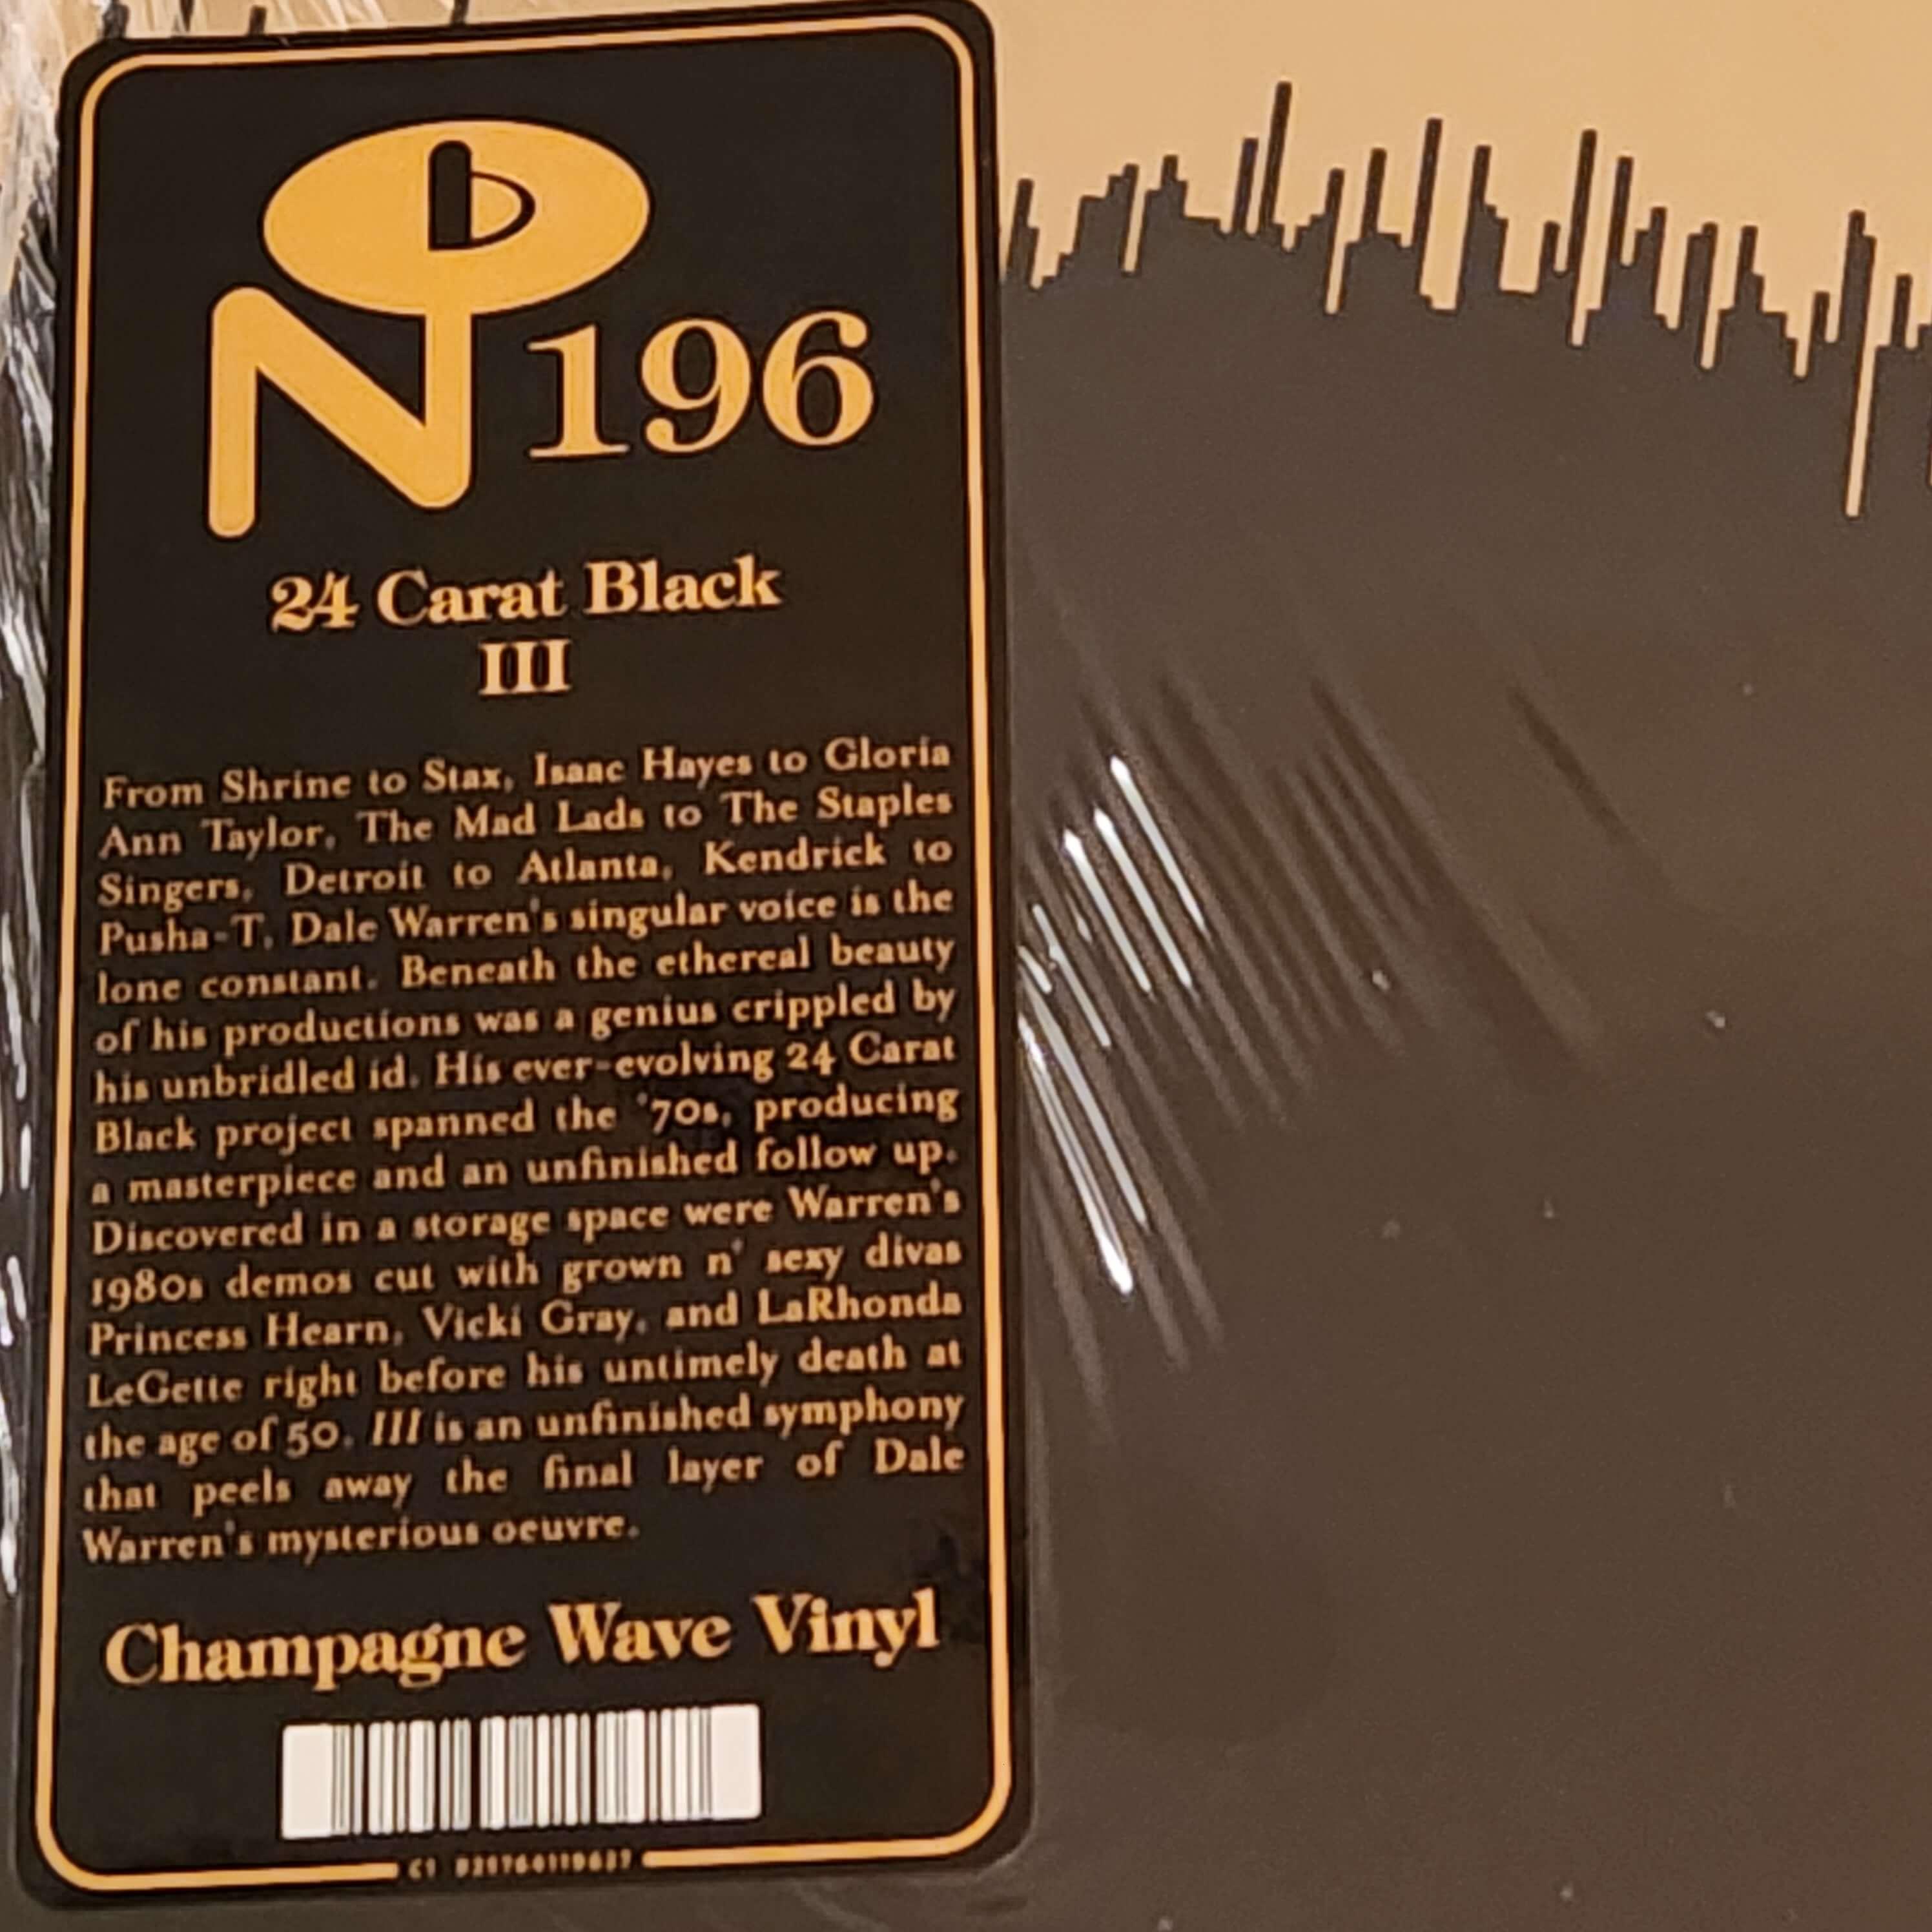 N196
24 Carat Black
III
From Shrine to Stax, Isaac Hayes to Gloria
Ann Taylor, The Mad Lads to The Staples
Singers, Detroit to Atlanta, Kendrick to
Pusha-T, Dale Warren's singular voice is the
lone constant. Beneath the ethereal beauty
of his productions was a genius crippled by
his unbridled id. His ever-evolving 24 Carat
Black project spanned the '70s, producing
a masterpiece and an unfinished follow up.
Discovered in a storage space were Warren's
1980s demos cut with grown n' sexy divas
Princess Hearn, Vicki Gray, and LaRhonda
LeGette right before his untimely death at
the age of 50. III is an unfinished symphony
that peels away the final layer of Dale
Warren's mysterious oeuvre.
Champagne Wave Vinyl
C1